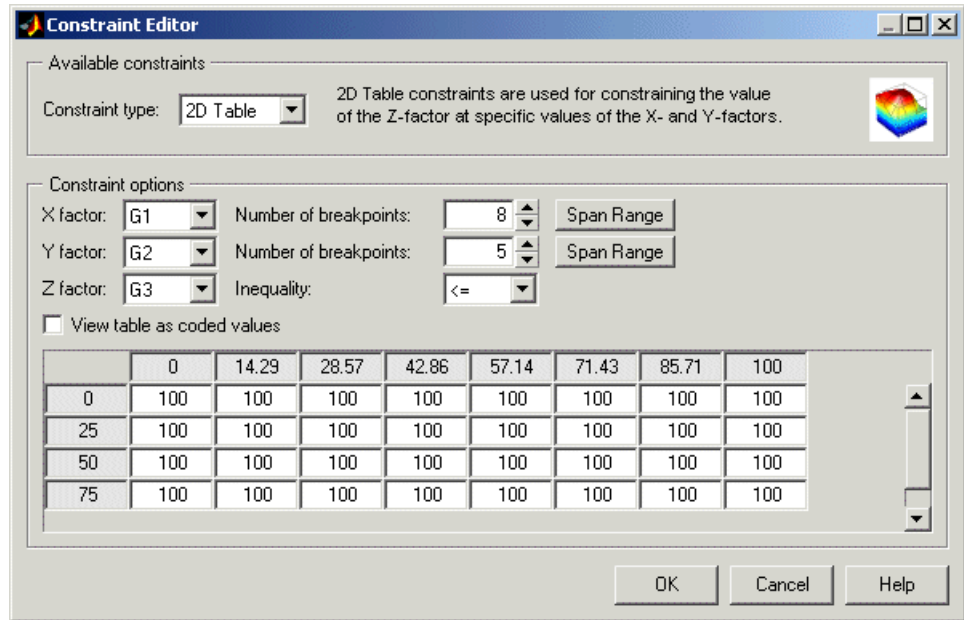 Constraint Editor
Available constraints
Constraint type: 2D Table 2D Table constraints are used for constraining the value
of the Z-factor at specific values of the X- and Y-factors.
Constraint options
X factor: G1 Number of breakpoints: 8 Span Range
Y factor: G2 Number of breakpoints: 5 Span Range
Z factor: G3 Inequality: <=
View table as coded values
0 14.29 28.57 42.86 57.14 71.43 85.71 100
0 100 100 100 100 100 100 100 100
25 100 100 100 100 100 100 100 100
50 100 100 100 100 100 100 100 100
75 100 100 100 100 100 100 100 100
OK Cancel Help